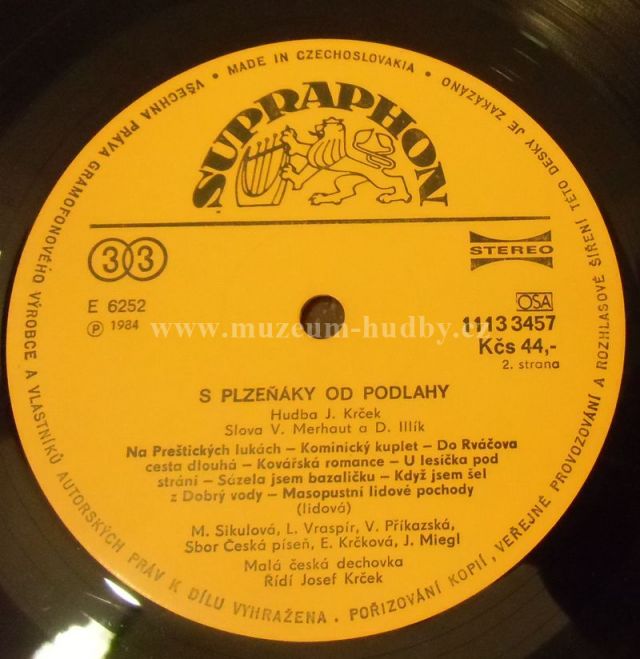 VŠECHNA PRÁVA GRAMOFONOVÉHO VÝROBCE A VLASTNÍKŮ AUTORSKÝCH PRÁV K DÍLU VYHRAŽENA · POŘIZOVÁNÍ KOPIÍ, VEŘEJNÉ PROVOZOVÁNÍ A ROZHLASOVÉ ŠÍŘENÍ TÉTO DESKY JE ZAKÁZÁNO
· MADE IN CZECHOSLOVAKIA ·
SUPRAPHON
33
STEREO
E 6252
℗ 1984
OSA
1113 3457
Kčs 44,-
2. strana
www.muzeum-hudby.cz
S PLZEŇÁKY OD PODLAHY
Hudba J. Krček
Slova V. Merhaut a D. Illík
Na Preštických lukách – Kominický kuplet – Do Rváčova
cesta dlouhá – Kovářská romance – U lesíčka pod
strání – Sázela jsem bazaličku – Když jsem šel
z Dobrý vody – Masopustní lidové pochody
(lidová)
M. Sikulová, L. Vraspír, V. Příkazská,
Sbor Česká píseň, E. Krčková, J. Miegl
Malá česká dechovka
Řídí Josef Krček